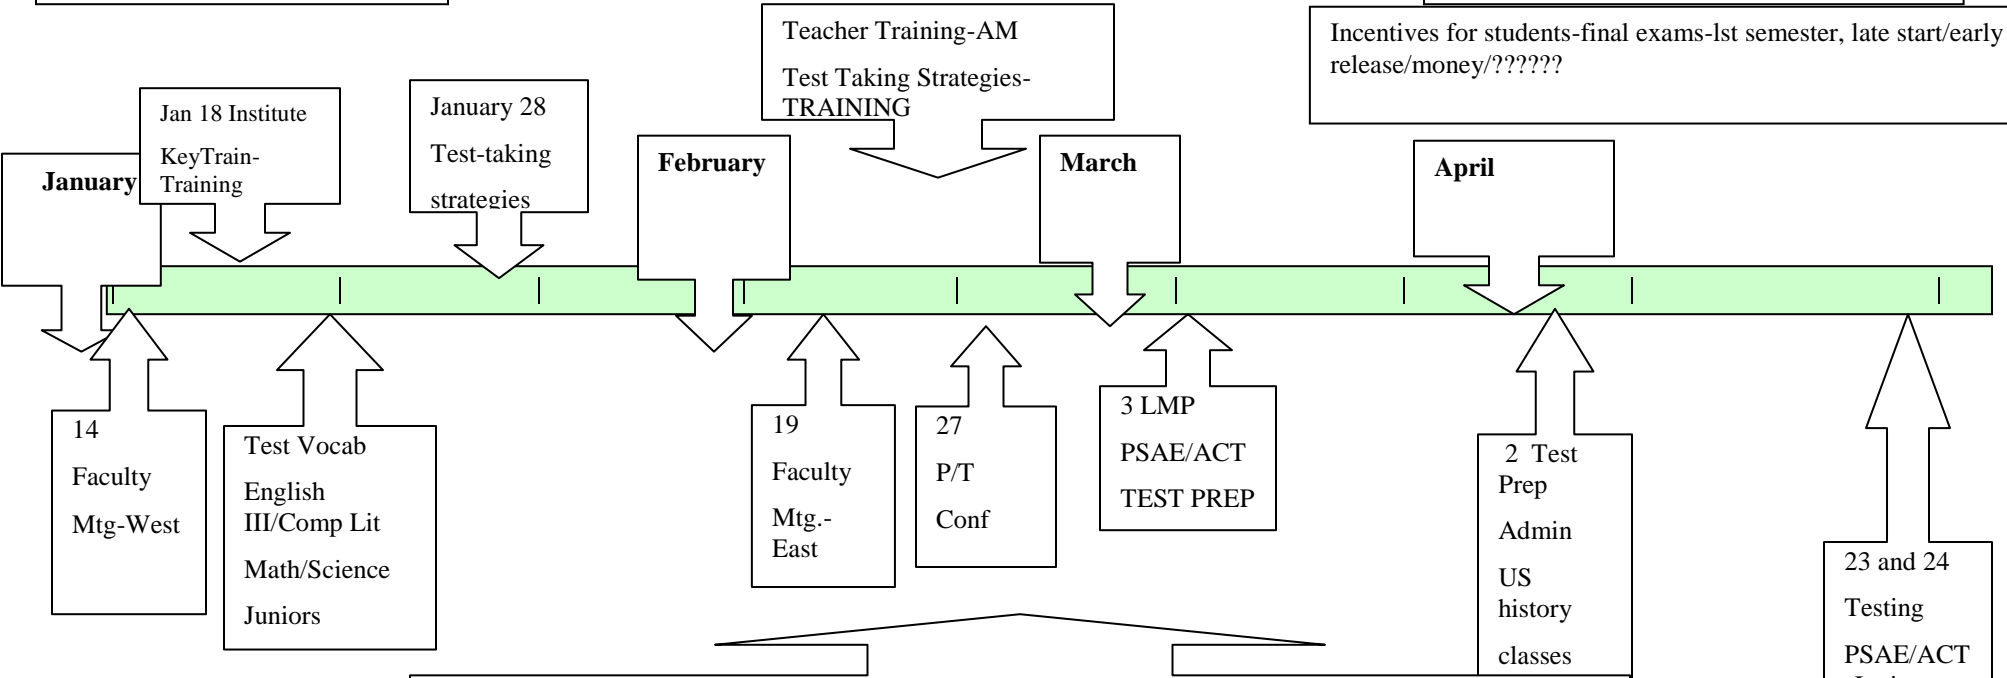 Teacher Training-AM
Test Taking Strategies-
TRAINING
Incentives for students-final exams-lst semester, late start/early
release/money/??????
January
Jan 18 Institute
KeyTrain-
Training
January 28
Test-taking
strategies
February
March
April
14
Faculty
Mtg-West
Test Vocab
English
III/Comp Lit
Math/Science
Juniors
19
Faculty
Mtg.-
East
27
P/T
Conf
3 LMP
PSAE/ACT
TEST PREP
2 Test
Prep
Admin
US
history
classes
23 and 24
Testing
PSAE/ACT